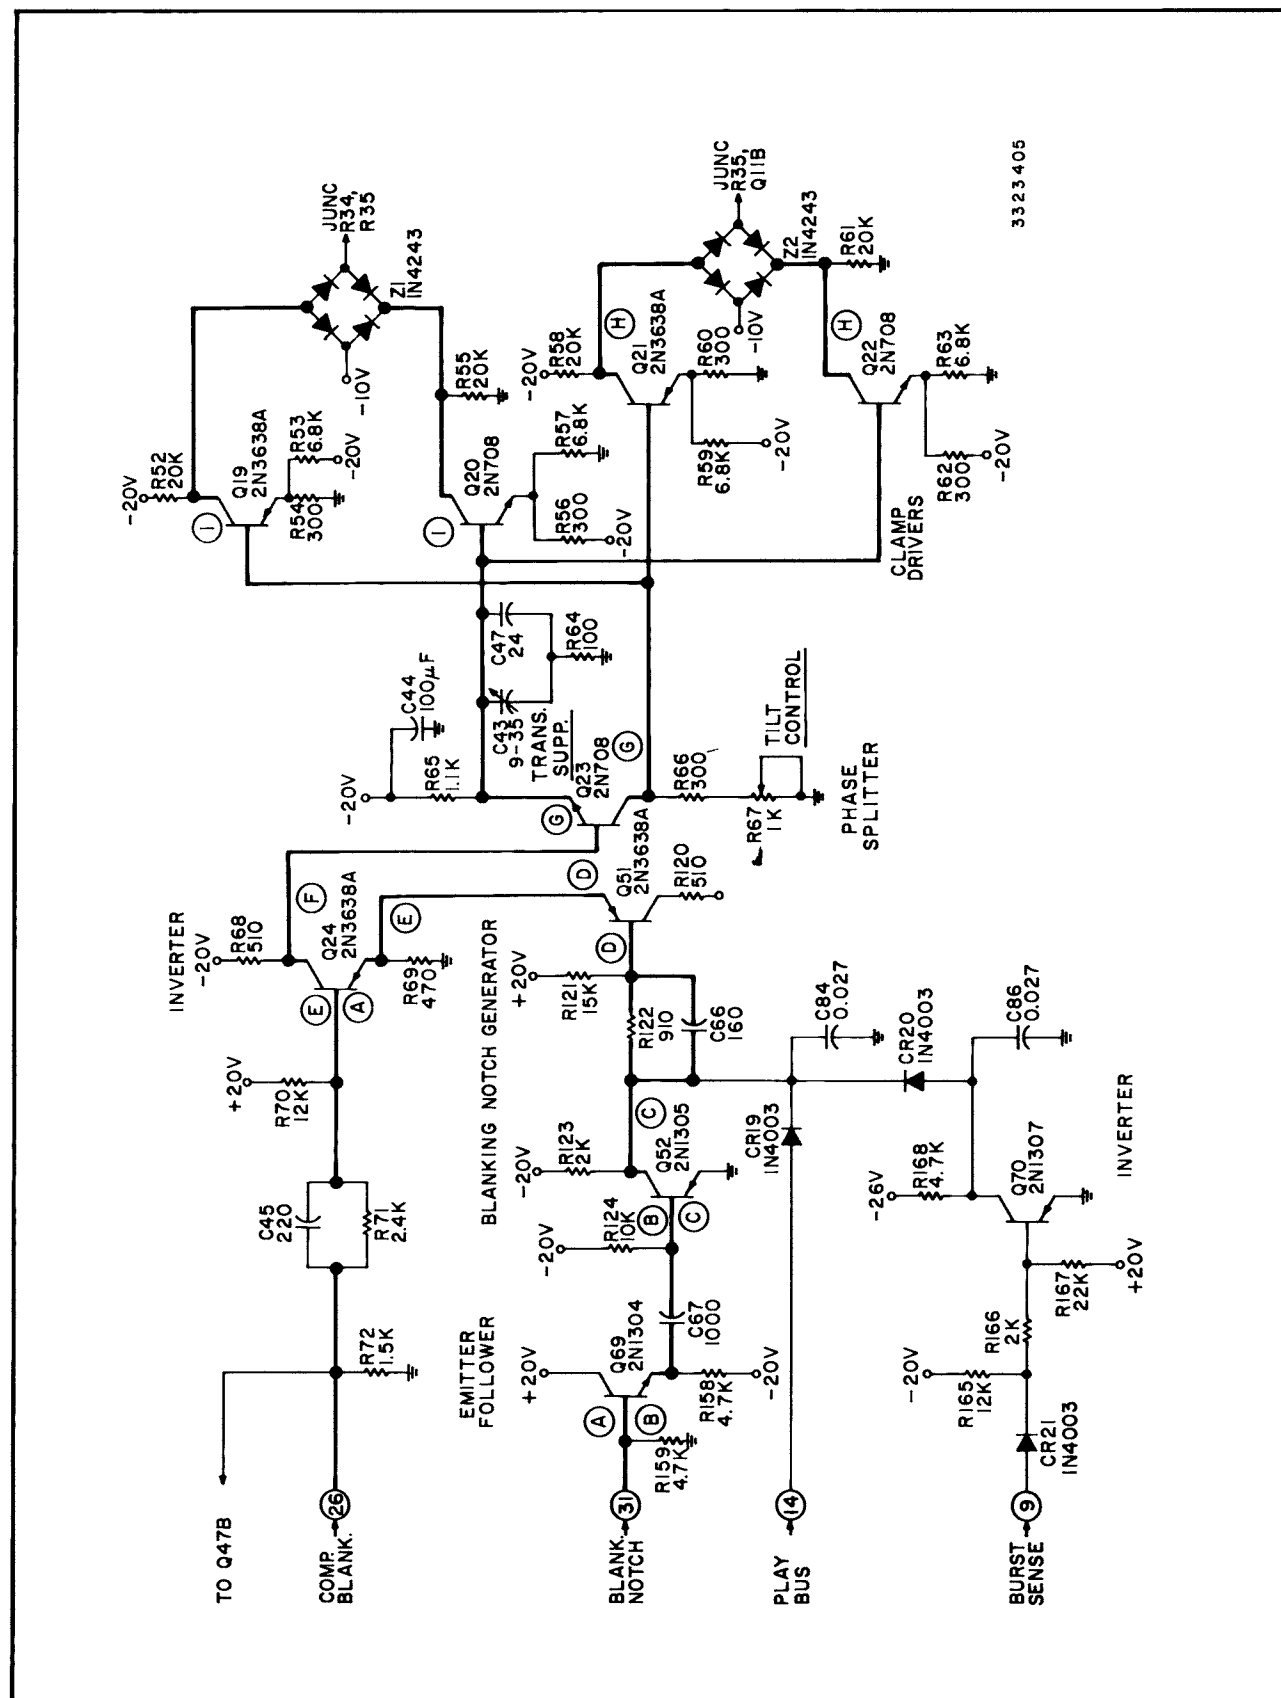 TO Q47B
COMP.
BLANK.
26
R72
1.5K
C45
220
R71
2.4K
+20V
R70
12K
INVERTER
-20V
R68
510
E
A
F
Q24
2N3638A
R69
470
E
-20V
C44
100µF
R65
1.1K
C43
9-35
TRANS.
SUPP.
C47
24
R64
100
G
Q23
2N708
G
R66
300
R67
1K
TILT
CONTROL
PHASE
SPLITTER
-20V
R52
20K
I
Q19
2N3638A
R54
300
R53
6.8K
-20V
-10V
JUNC
R34,
R35
Z1
IN4243
I
Q20
2N708
R55
20K
R56
300
-20V
R57
6.8K
-20V
R58
20K
H
Q21
2N3638A
R59
6.8K
-20V
R60
300
-10V
JUNC
R35,
Q11B
Z2
IN4243
R61
20K
H
Q22
2N708
R62
300
-20V
R63
6.8K
CLAMP
DRIVERS
BLANK.
NOTCH
31
R159
4.7K
EMITTER
FOLLOWER
+20V
A
B
Q69
2N1304
R158
4.7K
-20V
C67
1000
BLANKING NOTCH GENERATOR
-20V
R124
10K
B
C
-20V
R123
2K
Q52
2N1305
C
R122
910
C66
160
+20V
R121
15K
D
D
Q51
2N3638A
R120
510
PLAY
BUS
14
CR19
IN4003
C84
0.027
CR20
IN4003
C86
0.027
BURST
SENSE
9
CR21
IN4003
-20V
R165
12K
R166
2K
R167
22K
+20V
-26V
R168
4.7K
Q70
2N1307
INVERTER
3323405